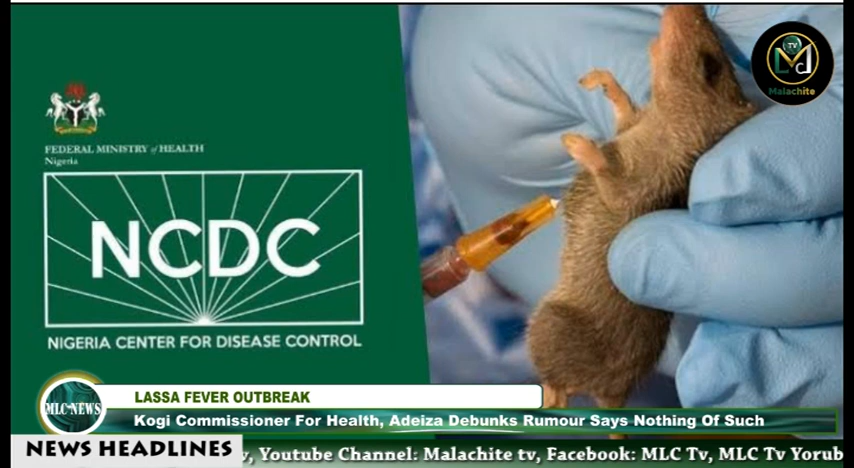 FEDERAL MINISTRY of HEALTH
Nigeria
NCDC
NIGERIA CENTER FOR DISEASE CONTROL
TV
Malachite
MLC NEWS
LASSA FEVER OUTBREAK
Kogi Commissioner For Health, Adeiza Debunks Rumour Says Nothing Of Such
NEWS HEADLINES
v, Youtube Channel: Malachite tv, Facebook: MLC Tv, MLC Tv Yorub